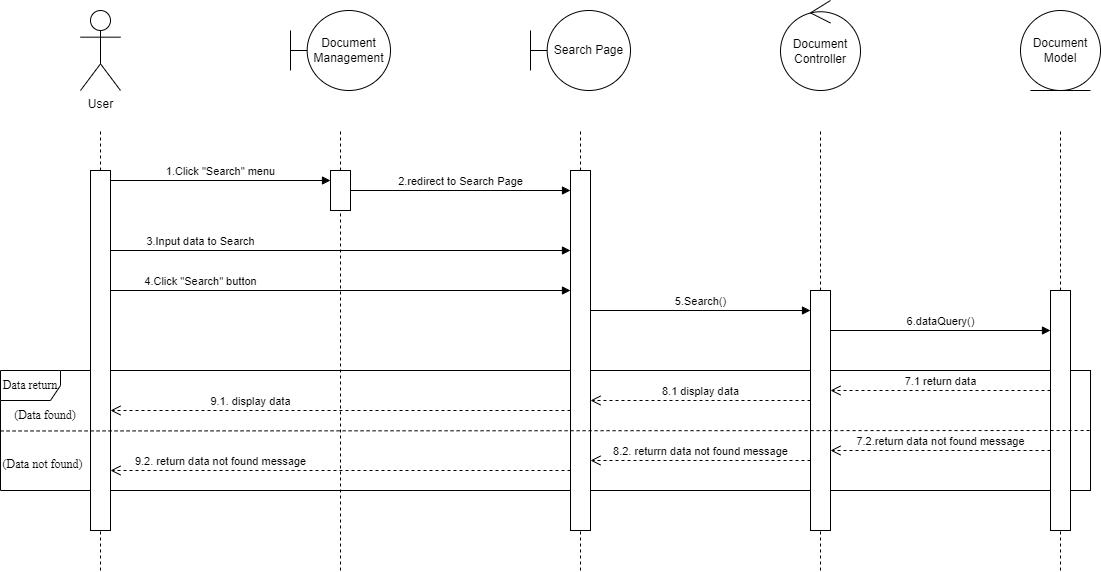 User
Document
Management
Search Page
Document
Controller
Document
Model
1.Click "Search" menu
2.redirect to Search Page
3.Input data to Search
4.Click "Search" button
5.Search()
6.dataQuery()
Data return
7.1 return data
8.1 display data
9.1. display data
(Data found)
7.2.return data not found message
8.2. returrn data not found message
9.2. return data not found message
(Data not found)